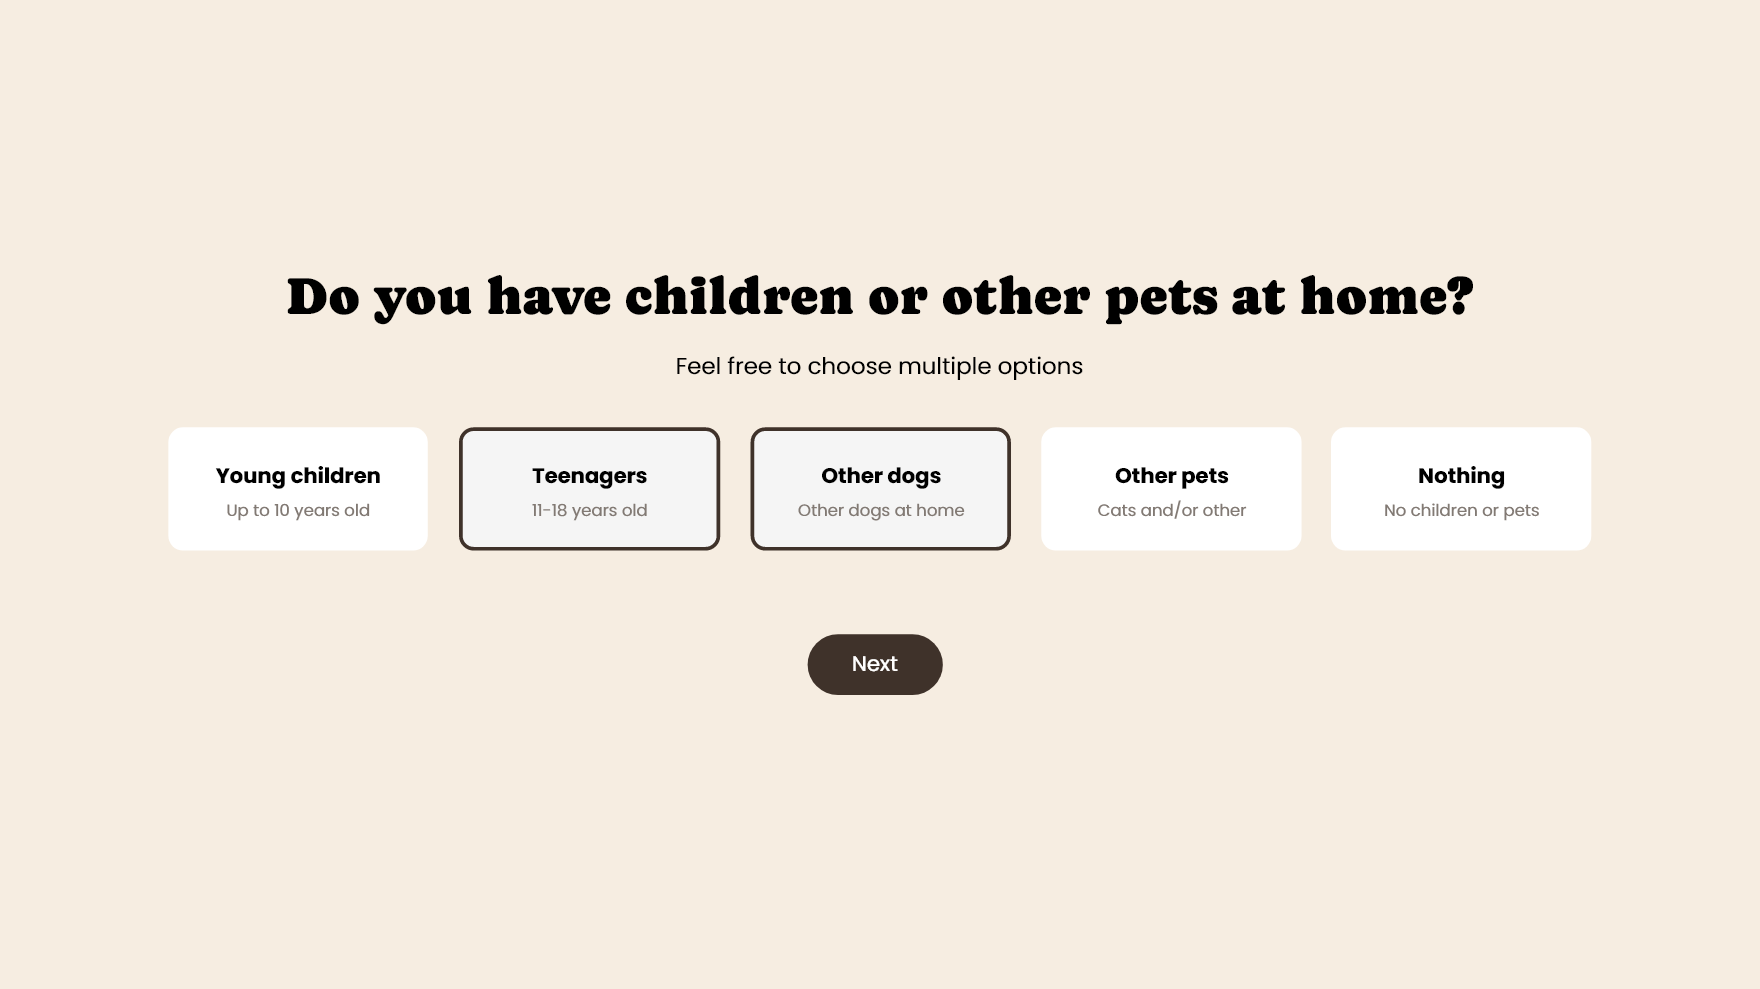 Do you have children or other pets at home?
Feel free to choose multiple options
Young children
Up to 10 years old
Teenagers
11-18 years old
Other dogs
Other dogs at home
Other pets
Cats and/or other
Nothing
No children or pets
Next